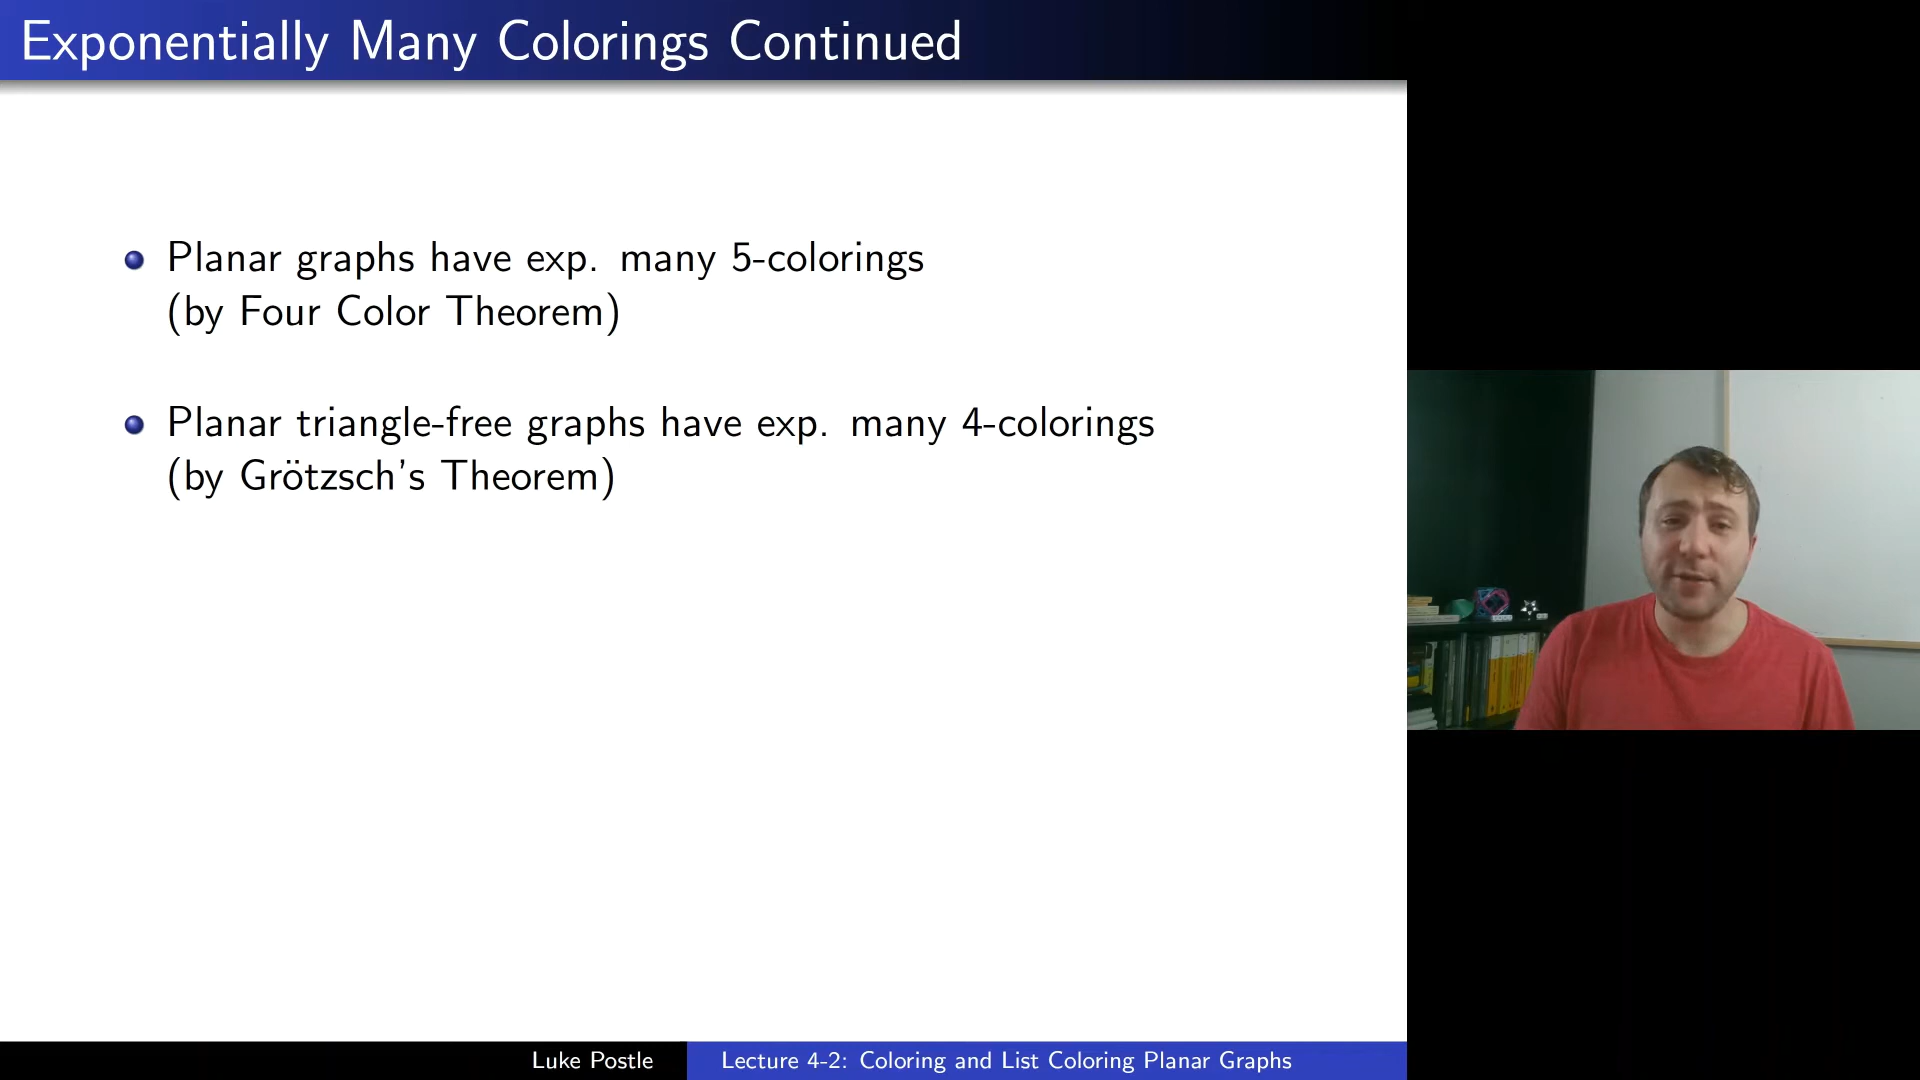 Exponentially Many Colorings Continued
Planar graphs have exp. many 5-colorings
(by Four Color Theorem)
Planar triangle-free graphs have exp. many 4-colorings
(by Grötzsch's Theorem)
Luke Postle
Lecture 4-2: Coloring and List Coloring Planar Graphs